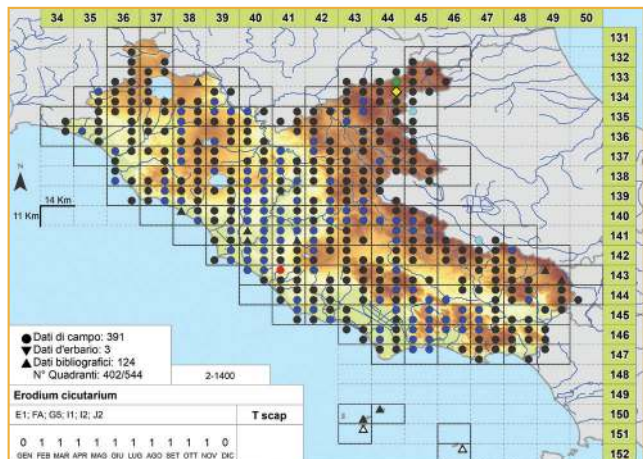 34 35 36 37 38 39 40 41 42 43 44 45 46 47 48 49 50
131
132
133
134
135
136
137
138
139
140
141
142
143
144
145
146
147
148
149
150
151
152
N
14 Km
11 Km
Dati di campo: 391
Dati d'erbario: 3
Dati bibliografici: 124
N° Quadranti: 402/544
2-1400
Erodium cicutarium
E1; FA; G5; I1; I2; J2
T scap
0 1 1 1 1 1 1 1 1 1 1 0
GEN FEB MAR APR MAG GIU LUG AGO SET OTT NOV DIC